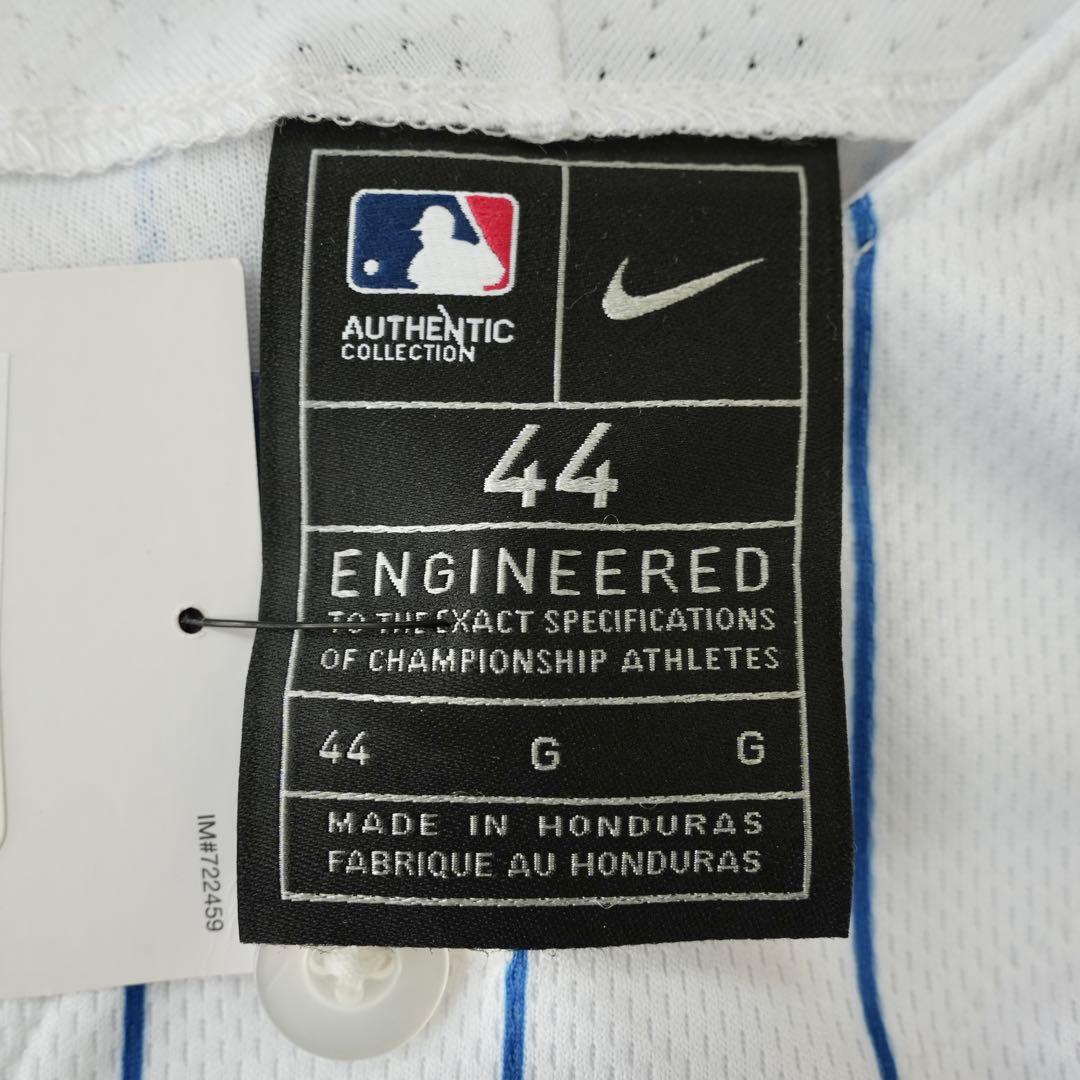 AUTHENTIC
COLLECTION
44
ENGINEERED
TO THE EXACT SPECIFICATIONS
OF CHAMPIONSHIP ATHLETES
44 G G
MADE IN HONDURAS
FABRIQUE AU HONDURAS
IM#722459